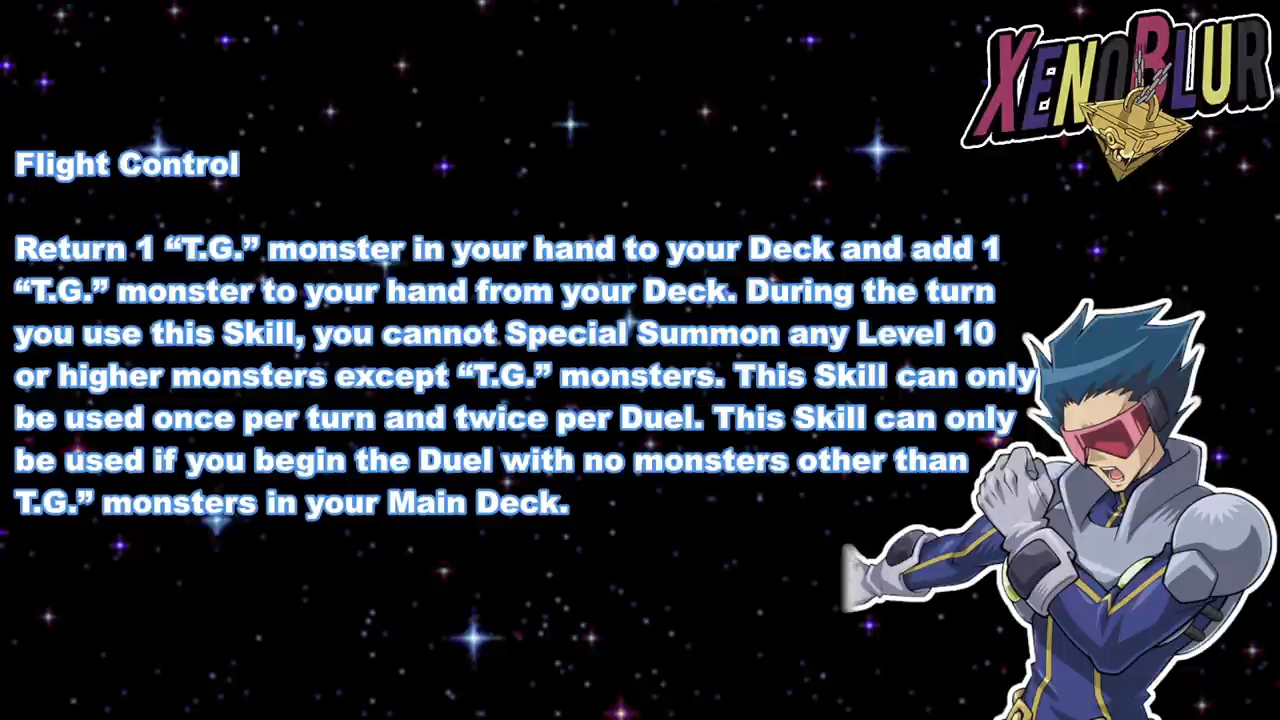 XENOBLUR
Flight Control
Return 1 “T.G.” monster in your hand to your Deck and add 1
“T.G.” monster to your hand from your Deck. During the turn
you use this Skill, you cannot Special Summon any Level 10
or higher monsters except “T.G.” monsters. This Skill can only
be used once per turn and twice per Duel. This Skill can only
be used if you begin the Duel with no monsters other than
T.G.” monsters in your Main Deck.